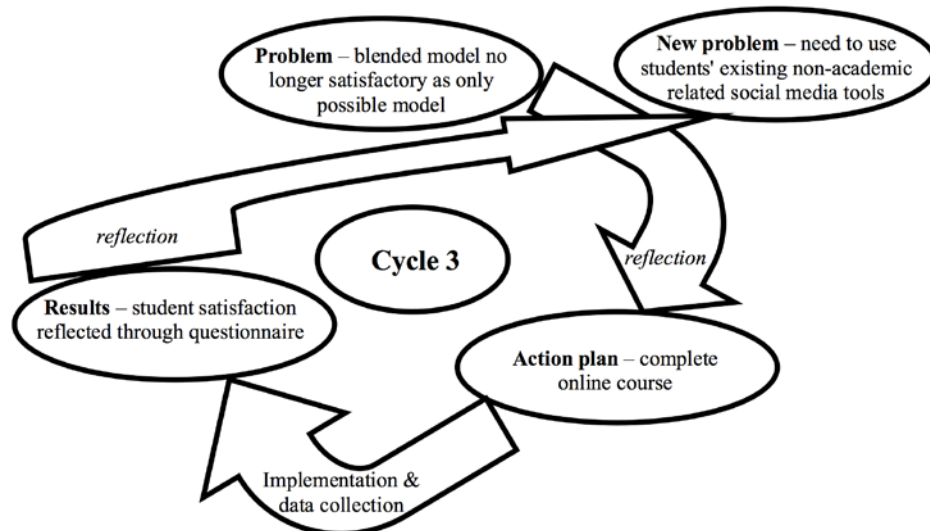 Problem – blended model no
longer satisfactory as only
possible model
New problem – need to use
students' existing non-academic
related social media tools
reflection
Cycle 3
reflection
Results – student satisfaction
reflected through questionnaire
Action plan – complete
online course
Implementation &
data collection